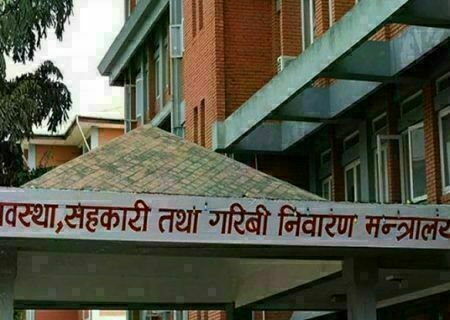 वस्था, सहकारी तथा गरिबी निवारण मन्त्रालय